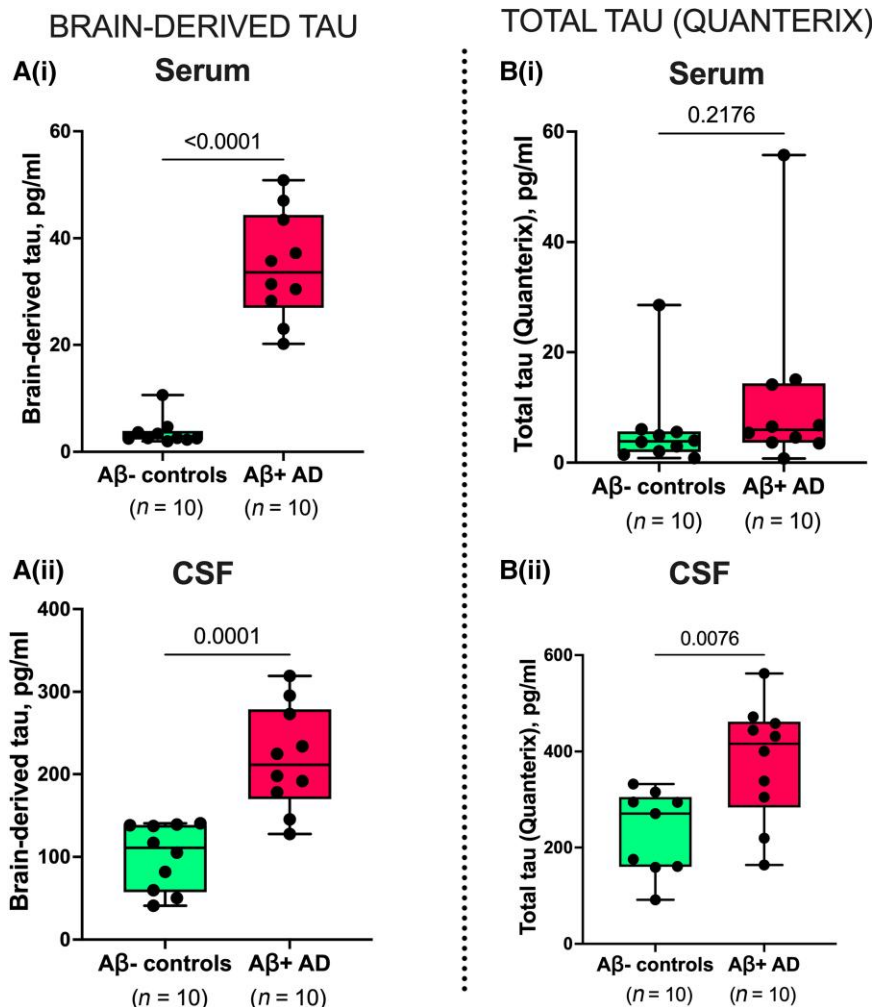 BRAIN-DERIVED TAU
TOTAL TAU (QUANTERIX)
A(i)
Serum
<0.0001
Brain-derived tau, pg/ml
60
40
20
0
Aβ- controls
Aβ+ AD
(n = 10)
(n = 10)
B(i)
Serum
0.2176
Total tau (Quanterix), pg/ml
60
40
20
0
Aβ- controls
Aβ+ AD
(n = 10)
(n = 10)
A(ii)
CSF
0.0001
Brain-derived tau, pg/ml
400
300
200
100
0
Aβ- controls
Aβ+ AD
(n = 10)
(n = 10)
B(ii)
CSF
0.0076
Total tau (Quanterix), pg/ml
600
400
200
0
Aβ- controls
Aβ+ AD
(n = 10)
(n = 10)